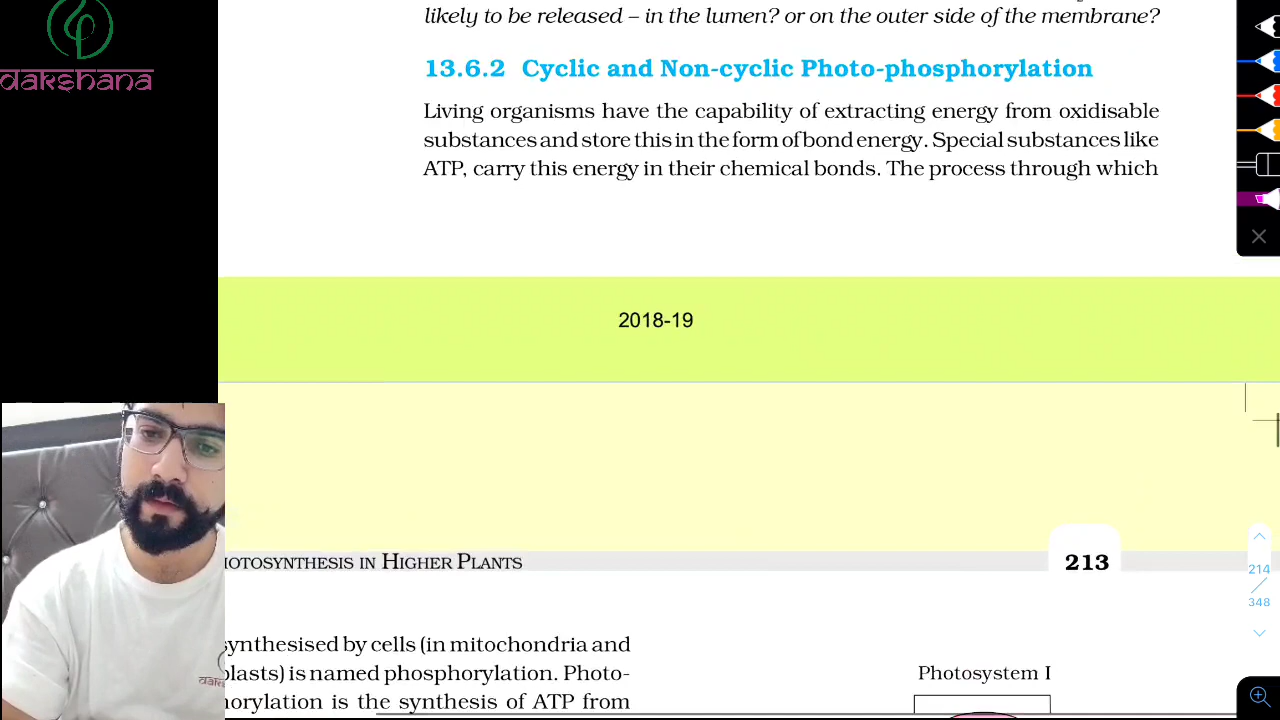 dakshana
likely to be released – in the lumen? or on the outer side of the membrane?
13.6.2 Cyclic and Non-cyclic Photo-phosphorylation
Living organisms have the capability of extracting energy from oxidisable
substances and store this in the form of bond energy. Special substances like
ATP, carry this energy in their chemical bonds. The process through which
2018-19
HOTOSYNTHESIS IN HIGHER PLANTS
213
214
348
synthesised by cells (in mitochondria and
plasts) is named phosphorylation. Photo-
horylation is the synthesis of ATP from
Photosystem I